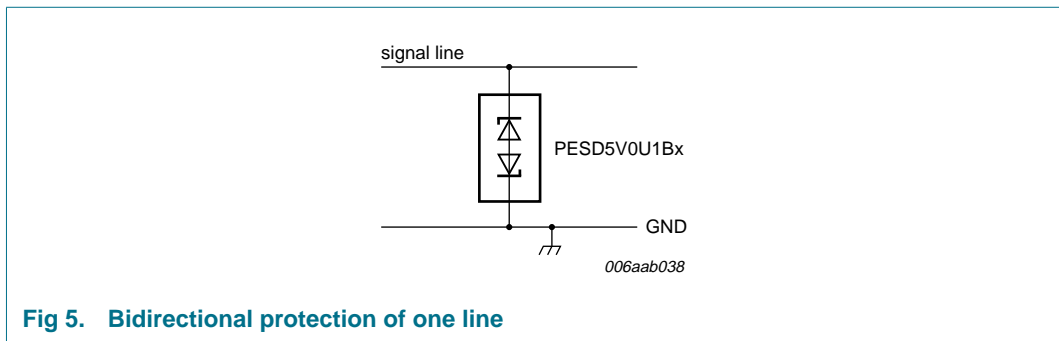 signal line
PESD5V0U1Bx
GND
006aab038
Fig 5. Bidirectional protection of one line